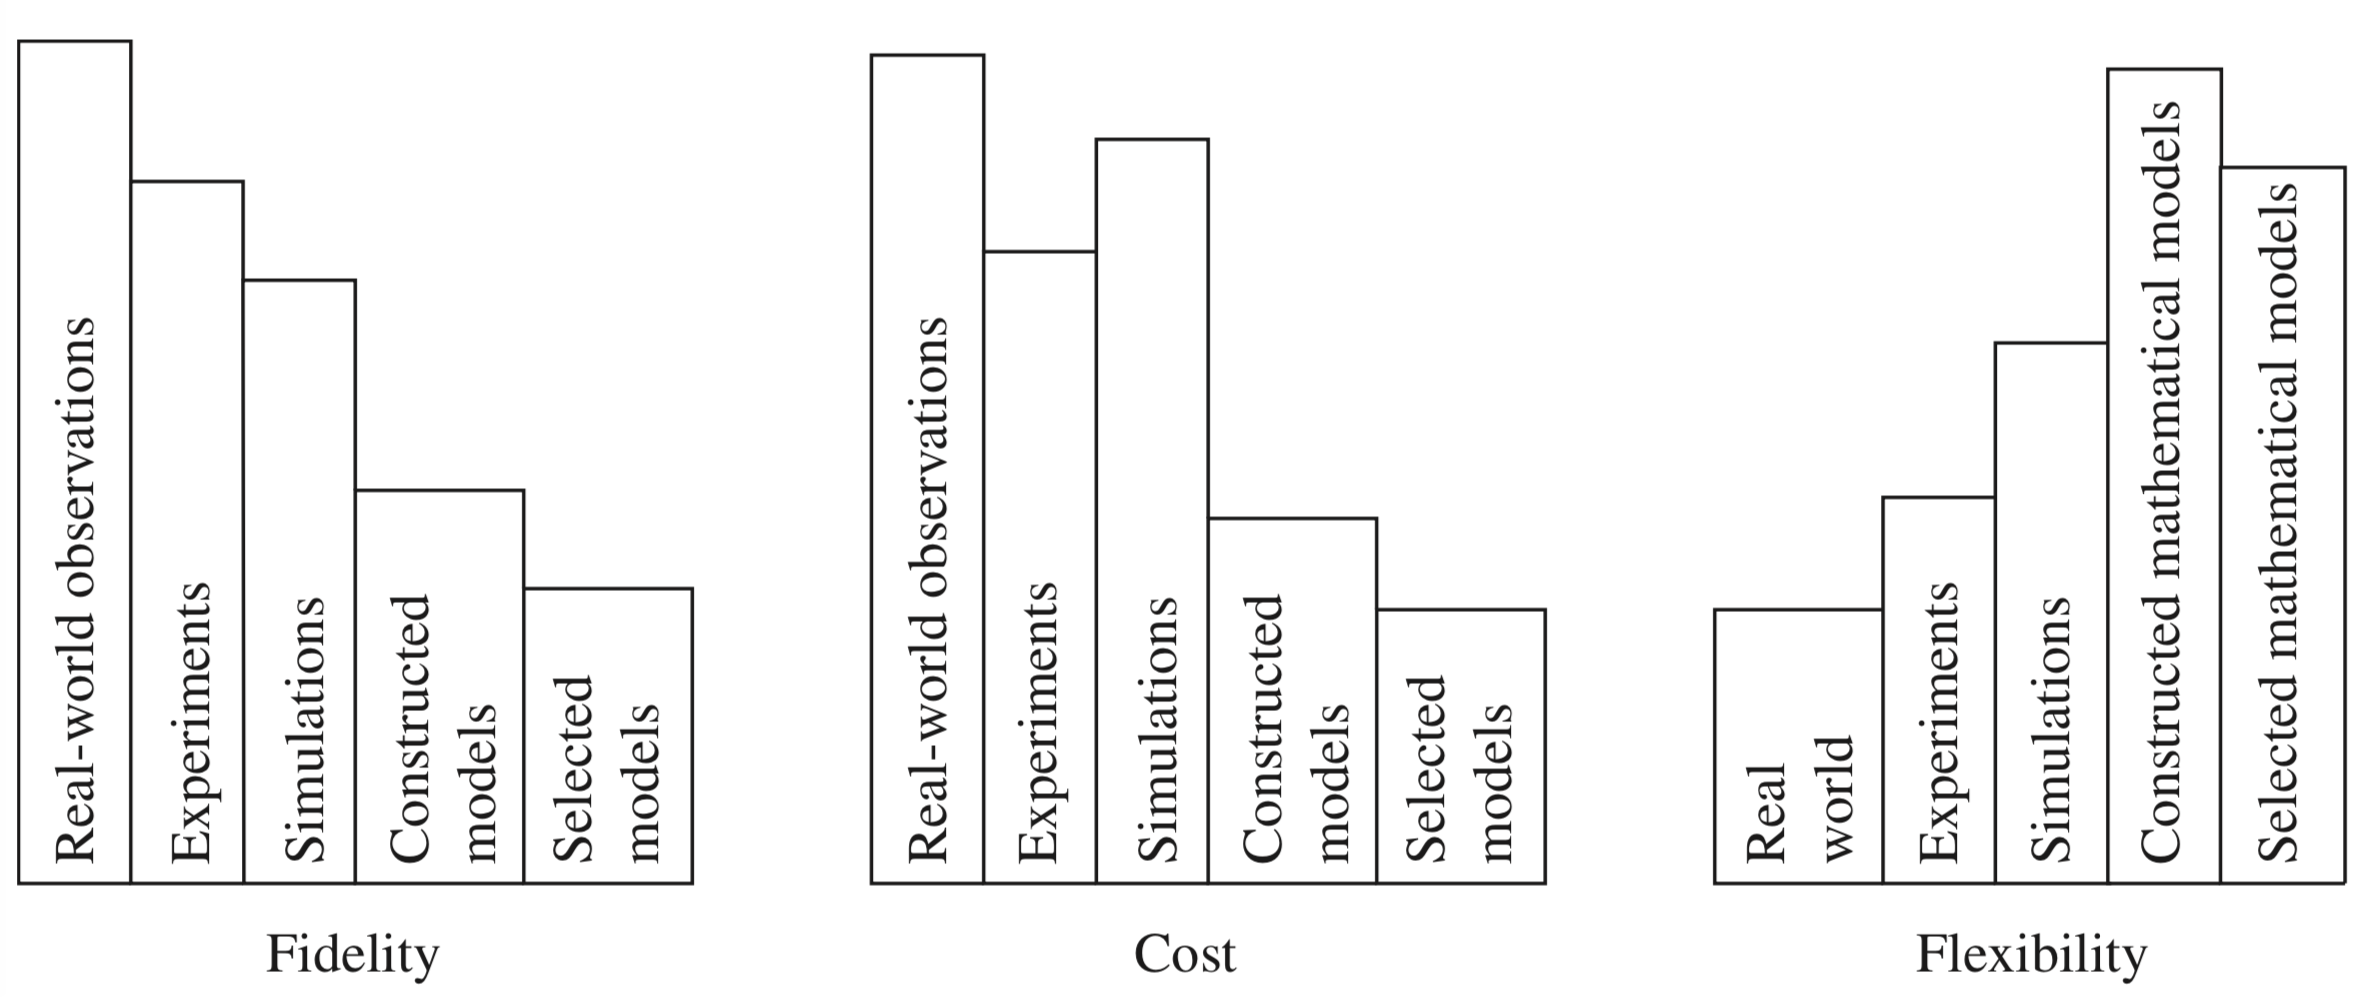 Real-world observations
Experiments
Simulations
Constructed
models
Selected
models
Fidelity
Real-world observations
Experiments
Simulations
Constructed
models
Selected
models
Cost
Real
world
Experiments
Simulations
Constructed mathematical models
Selected mathematical models
Flexibility